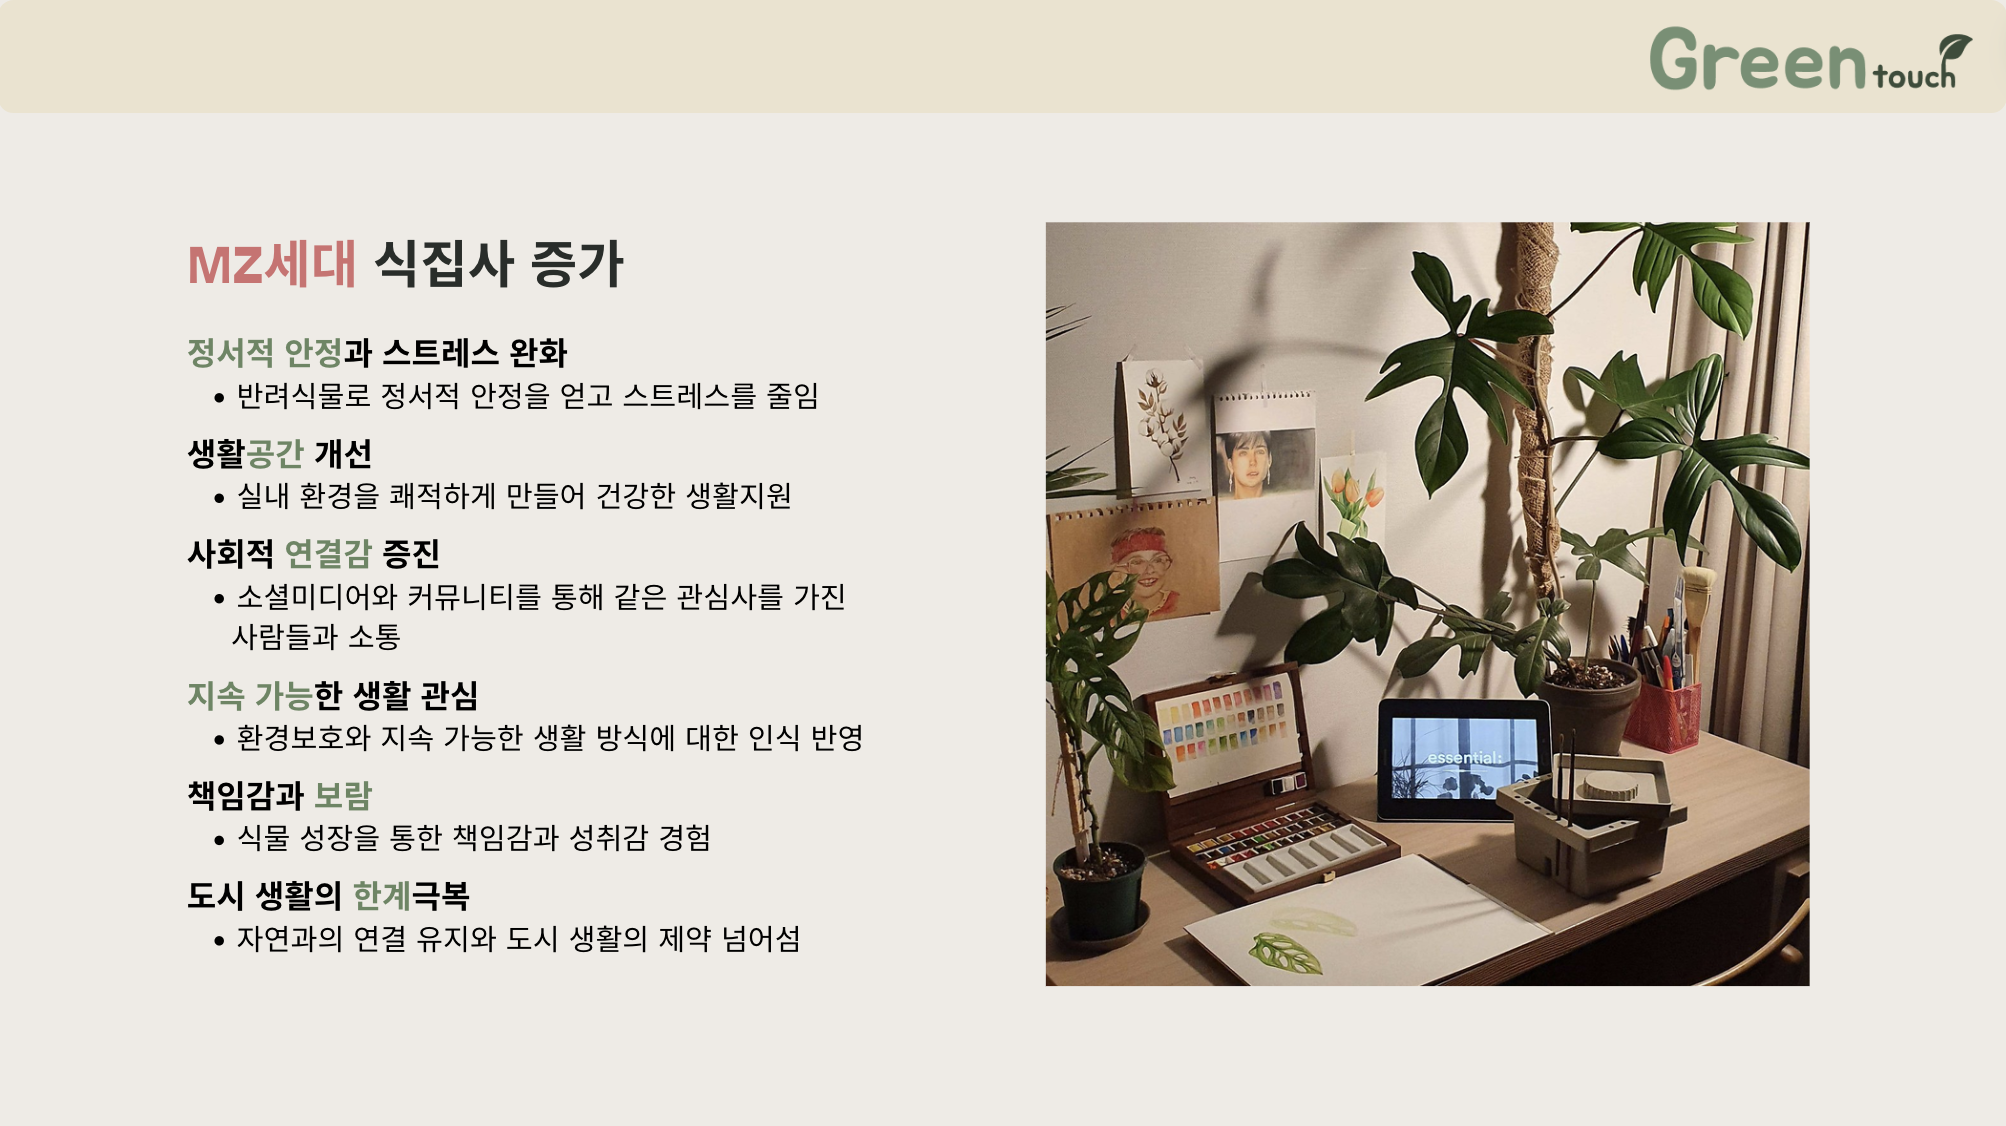 Green touch
MZ세대 식집사 증가
정서적 안정과 스트레스 완화
• 반려식물로 정서적 안정을 얻고 스트레스를 줄임
생활공간 개선
• 실내 환경을 쾌적하게 만들어 건강한 생활지원
사회적 연결감 증진
• 소셜미디어와 커뮤니티를 통해 같은 관심사를 가진
사람들과 소통
지속 가능한 생활 관심
• 환경보호와 지속 가능한 생활 방식에 대한 인식 반영
책임감과 보람
• 식물 성장을 통한 책임감과 성취감 경험
도시 생활의 한계극복
• 자연과의 연결 유지와 도시 생활의 제약 넘어섬
essential: